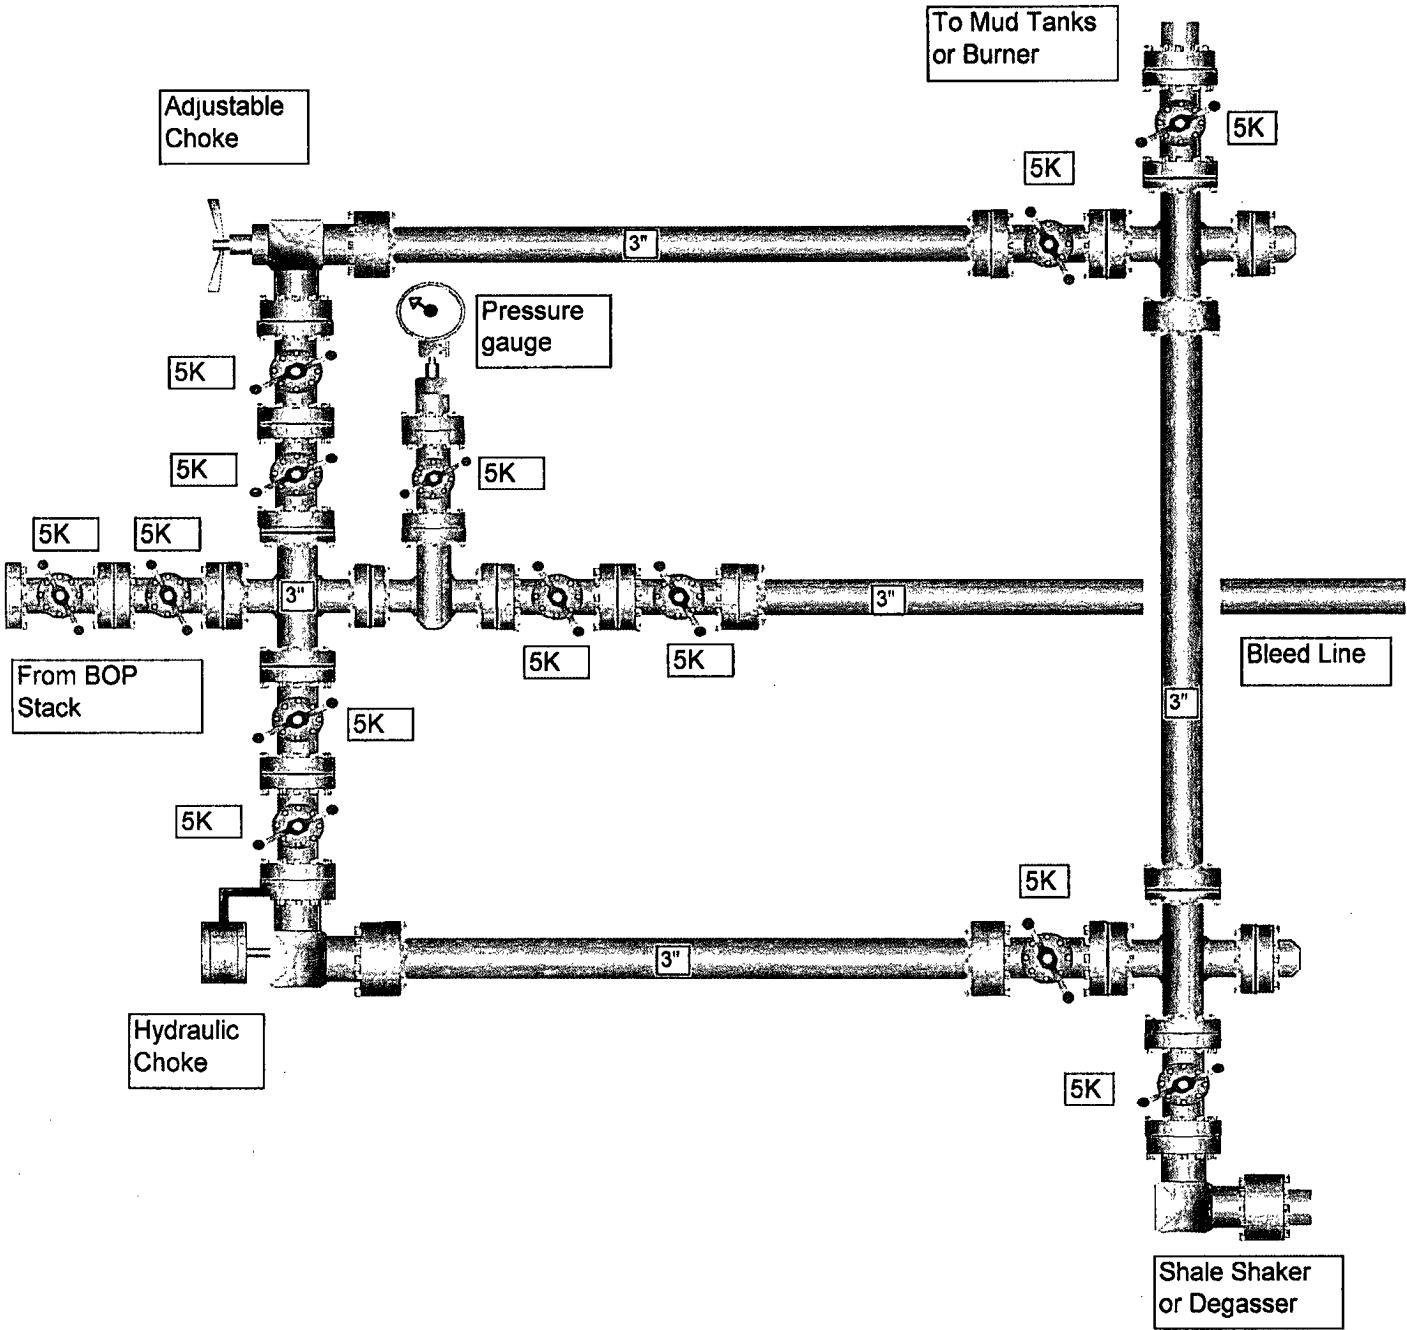 To Mud Tanks
or Burner
5K
Adjustable
Choke
5K
3"
Pressure
gauge
5K
5K
5K
5K
5K
3"
3"
5K
5K
Bleed Line
From BOP
Stack
3"
5K
5K
5K
3"
Hydraulic
Choke
5K
Shale Shaker
or Degasser